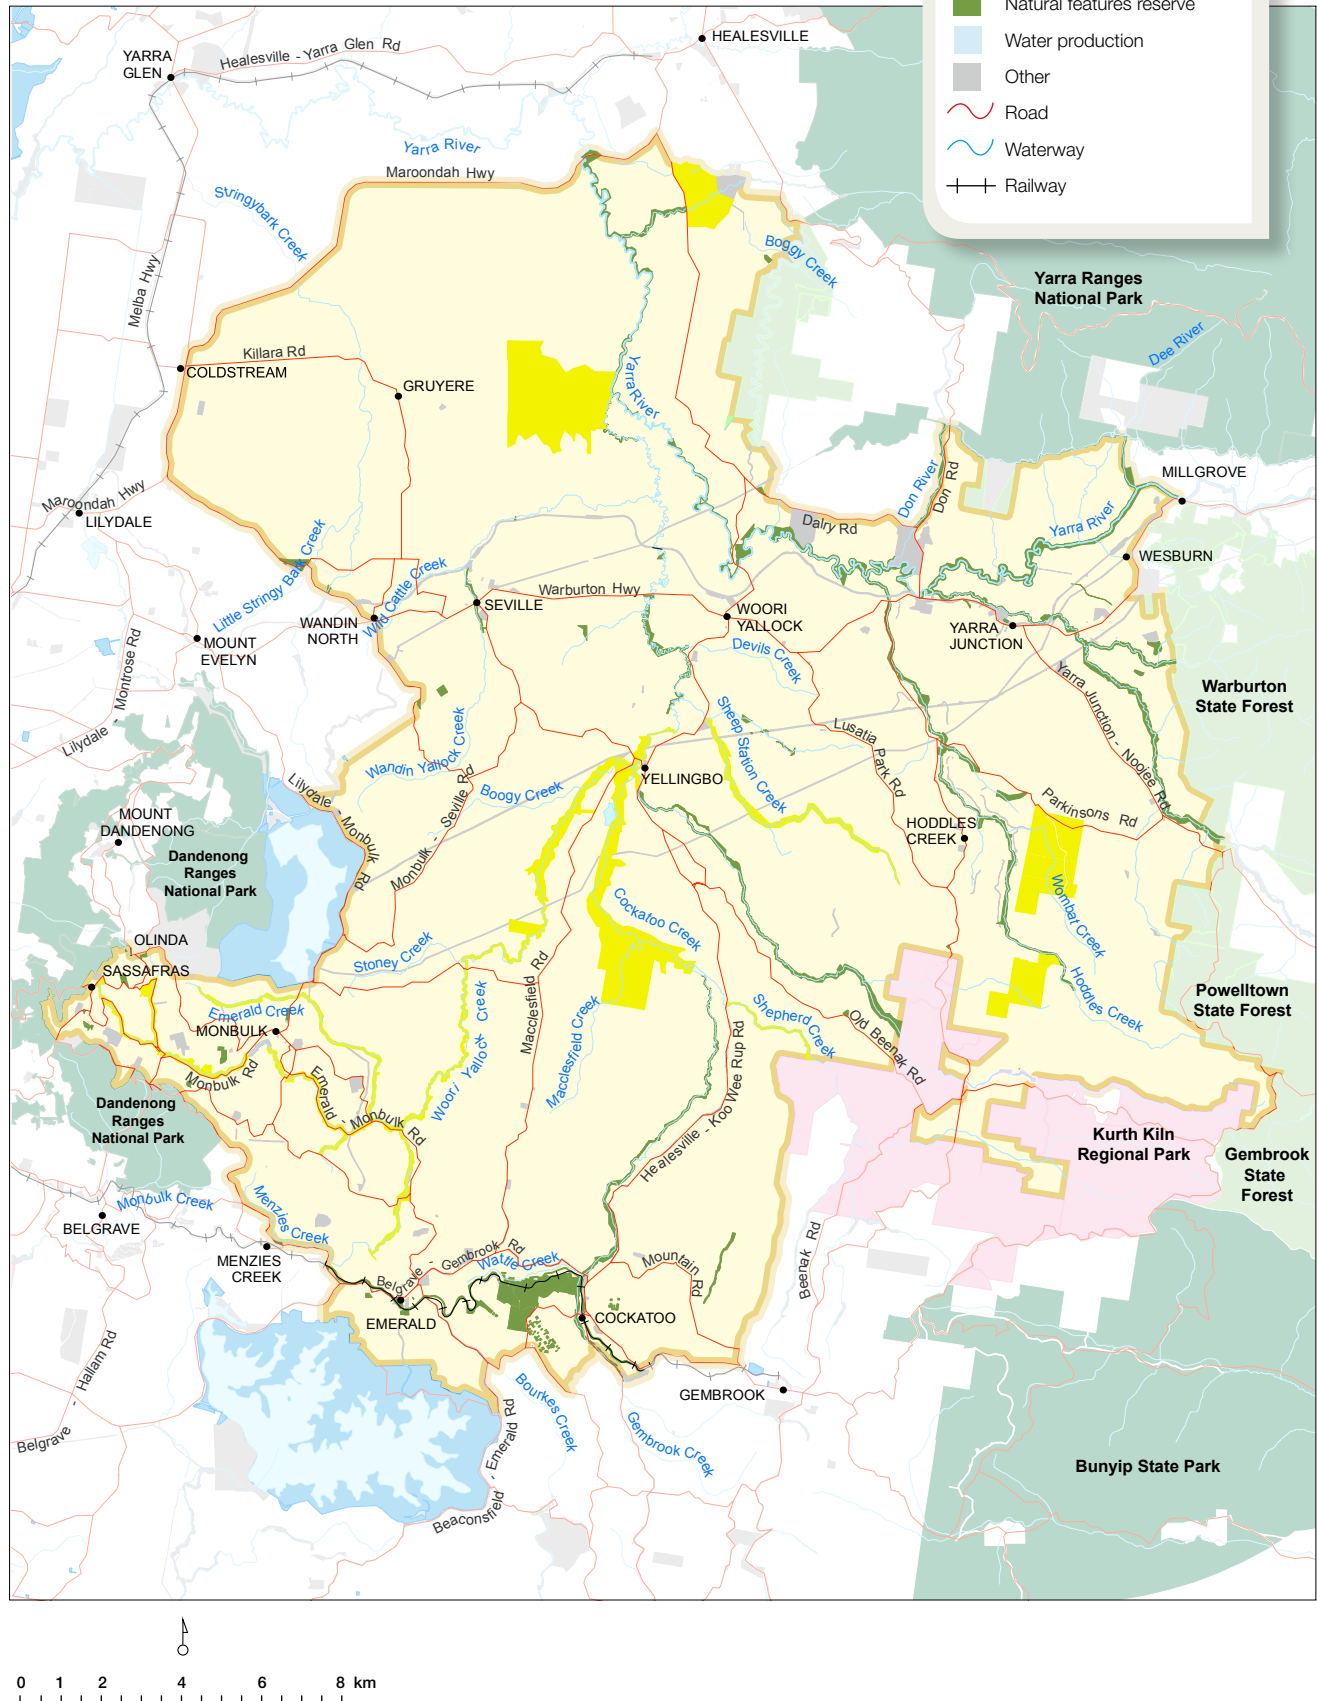 Natural features reserve
Water production
Other
Road
Waterway
Railway
HEALESVILLE
YARRA
GLEN
Healesville - Yarra Glen Rd
Yarra River
Maroondah Hwy
Stringybark Creek
Boggy Creek
Melba Hwy
Yarra Ranges
National Park
Dee River
Killara Rd
COLDSTREAM
GRUYERE
Yarra River
MILLGROVE
Maroondah Hwy
LILYDALE
Don River
Don Rd
Dalry Rd
Yarra River
WESBURN
Little Stringy Bark Creek
Wild Cattle Creek
Warburton Hwy
SEVILLE
WANDIN
NORTH
WOORI
YALLOCK
YARRA
JUNCTION
MOUNT
EVELYN
Devils Creek
Lilydale - Montrose Rd
Yarra Junction - Noojee Rd
Warburton
State Forest
Sheep Station Creek
Lusatia
Park Rd
Wandin Yallock Creek
Boogy Creek
YELLINGBO
Lilydale - Monbulk Rd
Monbulk - Seville Rd
Parkinsons Rd
HODDLES
CREEK
MOUNT
DANDENONG
Dandenong
Ranges
National Park
Wombat Creek
Cockatoo Creek
OLINDA
Stoney Creek
SASSAFRAS
Hoddles Creek
Macclesfield Rd
Powelltown
State Forest
Emerald Creek
MONBULK
Woori Yallock Creek
Macclesfield Creek
Shepherd Creek
Old Beenak Rd
Monbulk Rd
Emerald - Monbulk Rd
Healesville - Koo Wee Rup Rd
Dandenong
Ranges
National Park
Kurth Kiln
Regional Park
Gembrook
State
Forest
Monbulk Creek
BELGRAVE
Menzies Creek
MENZIES
CREEK
Belgrave - Gembrook Rd
Wattle Creek
Mountain Rd
Beenak Rd
EMERALD
COCKATOO
Belgrave - Hallam Rd
GEMBROOK
Bourkes Creek
Gembrook Creek
Beaconsfield - Emerald Rd
Bunyip State Park
0 1 2 4 6 8 km